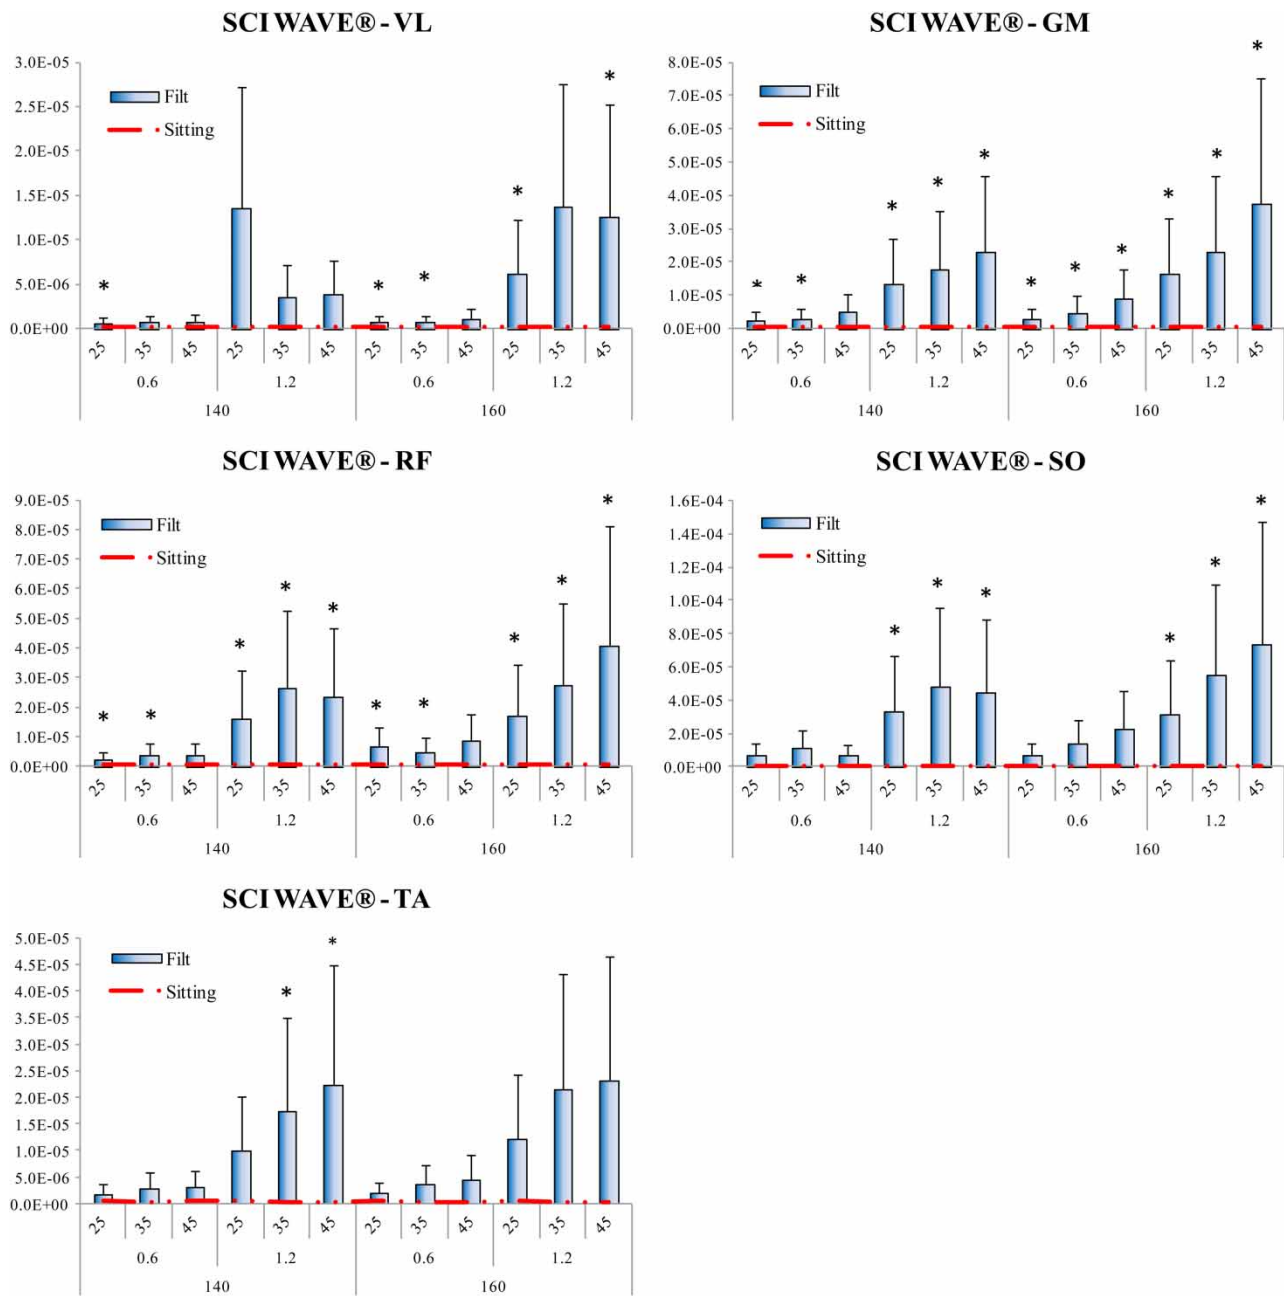 SCI WAVE® - VL
3.0E-05
2.5E-05
2.0E-05
1.5E-05
1.0E-05
5.0E-06
0.0E+00
Filt
Sitting
*
*
*
*
*
25 35 45 25 35 45 25 35 45 25 35 45
0.6 1.2 0.6 1.2
140 160
SCI WAVE® - GM
8.0E-05
7.0E-05
6.0E-05
5.0E-05
4.0E-05
3.0E-05
2.0E-05
1.0E-05
0.0E+00
Filt
Sitting
*
*
*
*
*
*
*
*
*
*
*
25 35 45 25 35 45 25 35 45 25 35 45
0.6 1.2 0.6 1.2
140 160
SCI WAVE® - RF
9.0E-05
8.0E-05
7.0E-05
6.0E-05
5.0E-05
4.0E-05
3.0E-05
2.0E-05
1.0E-05
0.0E+00
Filt
Sitting
*
*
*
*
*
*
*
*
*
*
25 35 45 25 35 45 25 35 45 25 35 45
0.6 1.2 0.6 1.2
140 160
SCI WAVE® - SO
1.6E-04
1.4E-04
1.2E-04
1.0E-04
8.0E-05
6.0E-05
4.0E-05
2.0E-05
0.0E+00
Filt
Sitting
*
*
*
*
*
*
25 35 45 25 35 45 25 35 45 25 35 45
0.6 1.2 0.6 1.2
140 160
SCI WAVE® - TA
5.0E-05
4.5E-05
4.0E-05
3.5E-05
3.0E-05
2.5E-05
2.0E-05
1.5E-05
1.0E-05
5.0E-06
0.0E+00
Filt
Sitting
*
*
25 35 45 25 35 45 25 35 45 25 35 45
0.6 1.2 0.6 1.2
140 160